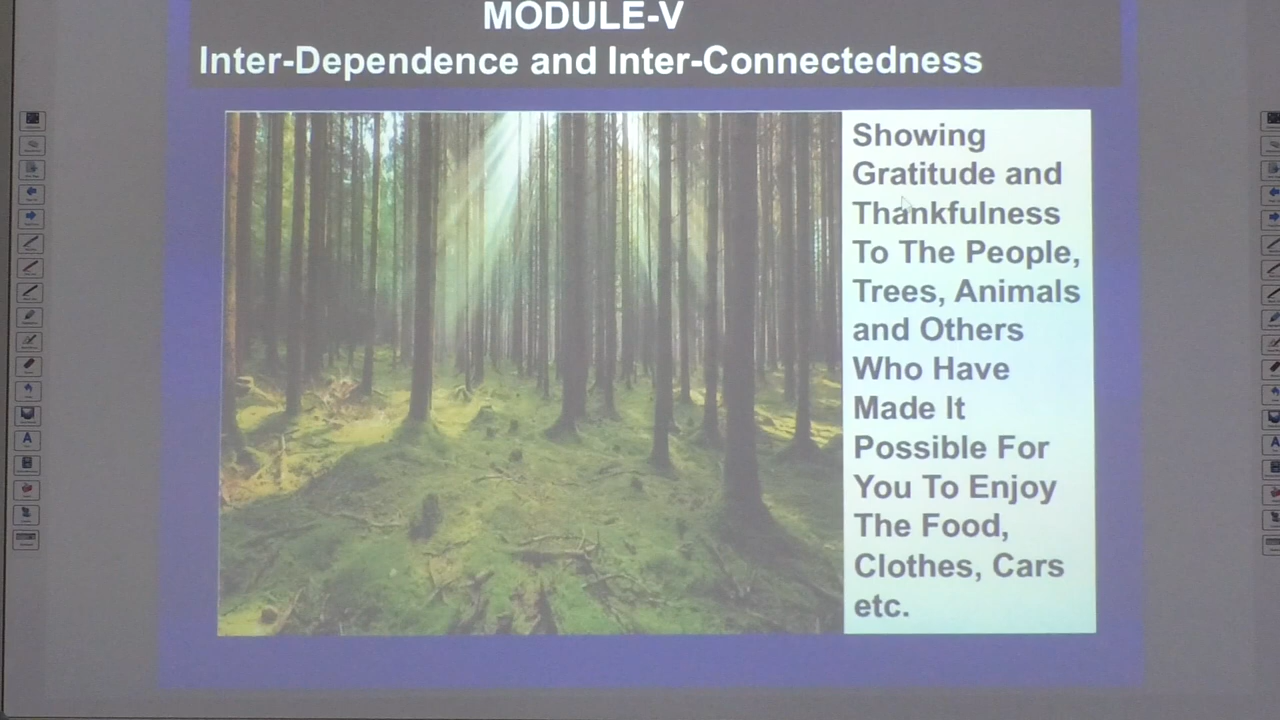 MODULE-V
Inter-Dependence and Inter-Connectedness
Showing
Gratitude and
Thankfulness
To The People,
Trees, Animals
and Others
Who Have
Made It
Possible For
You To Enjoy
The Food,
Clothes, Cars
etc.